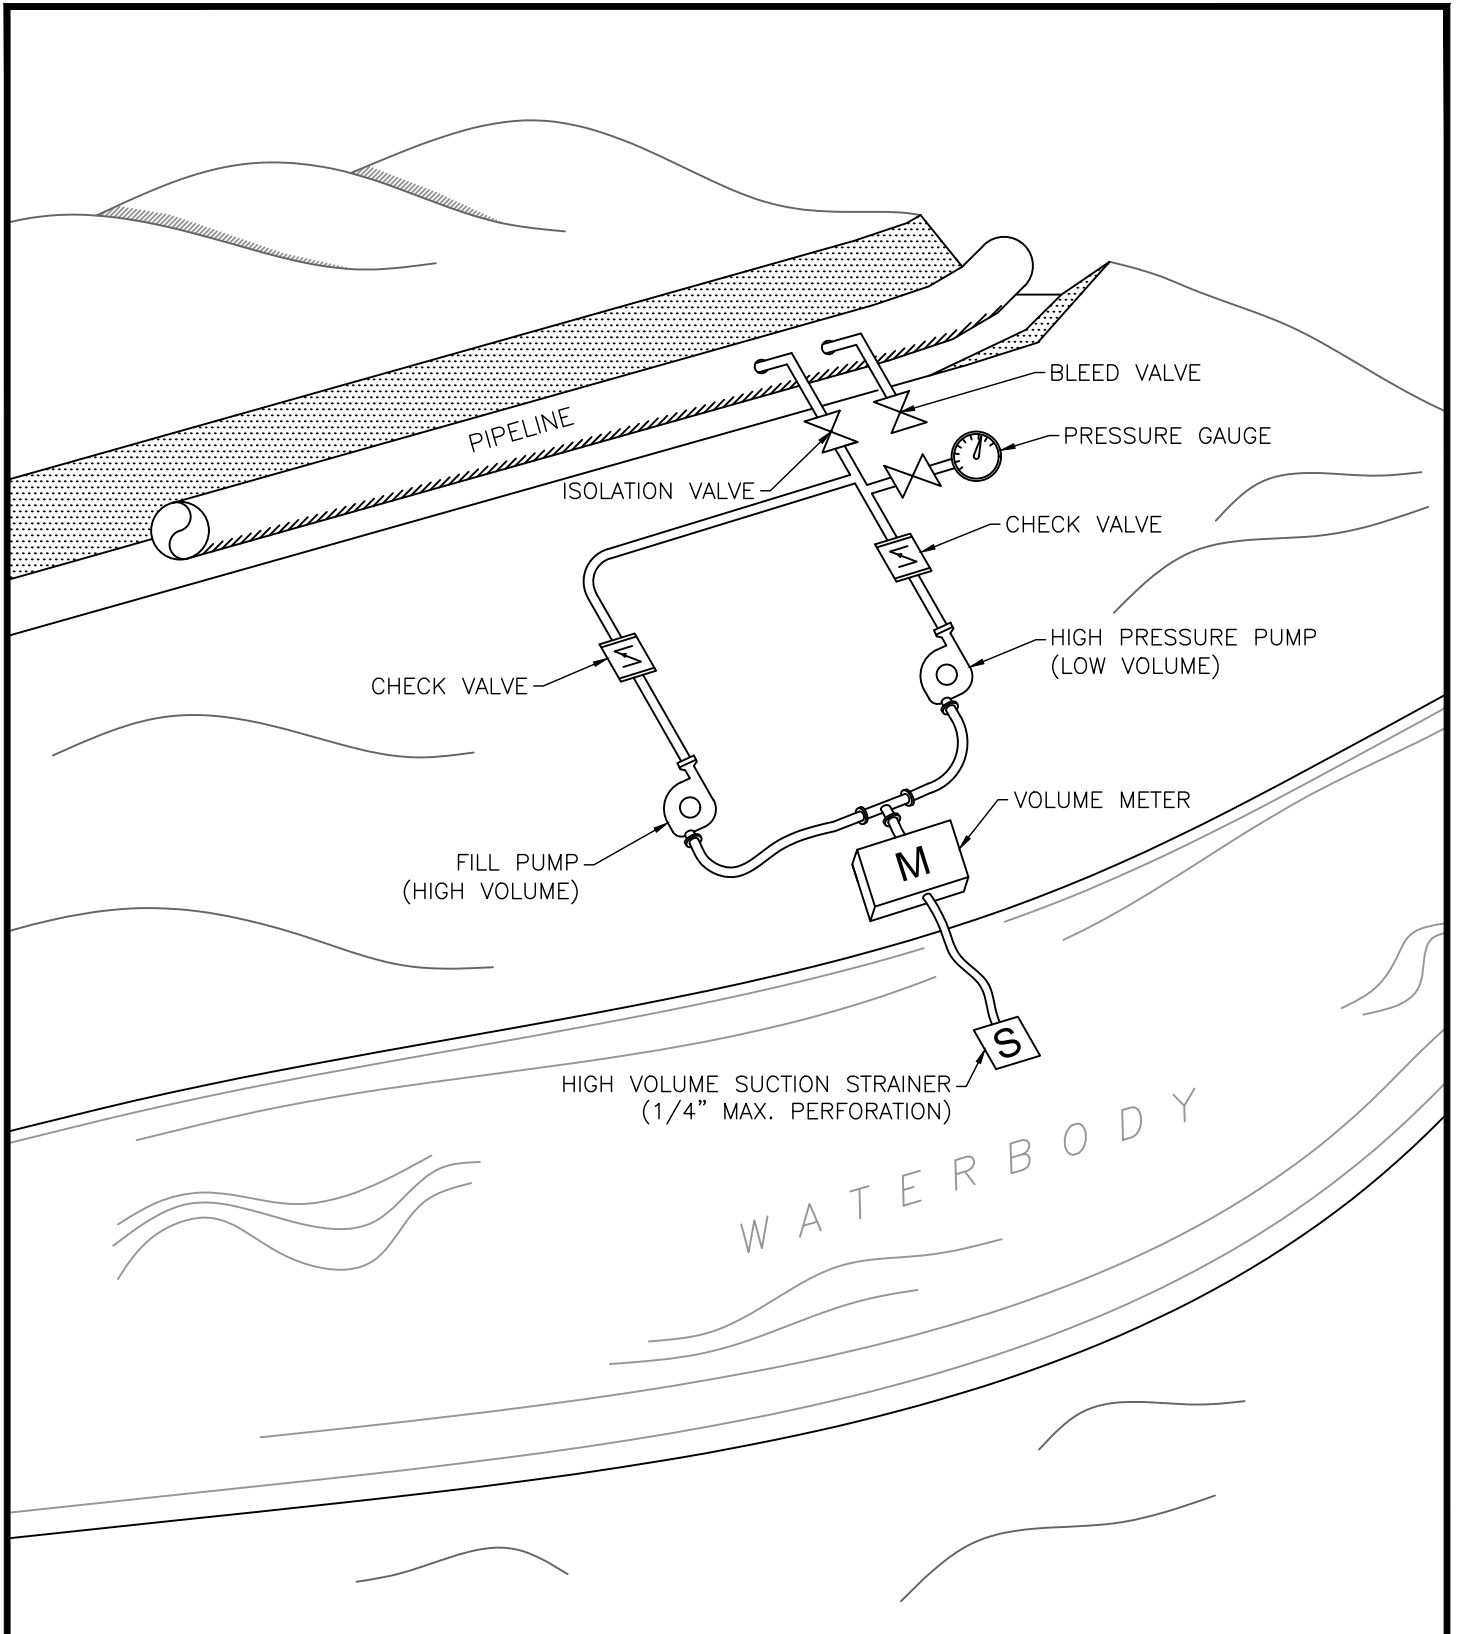 BLEED VALVE
PIPELINE
PRESSURE GAUGE
ISOLATION VALVE
CHECK VALVE
HIGH PRESSURE PUMP
(LOW VOLUME)
CHECK VALVE
VOLUME METER
M
FILL PUMP
(HIGH VOLUME)
S
HIGH VOLUME SUCTION STRAINER
(1/4” MAX. PERFORATION)
WATERBODY